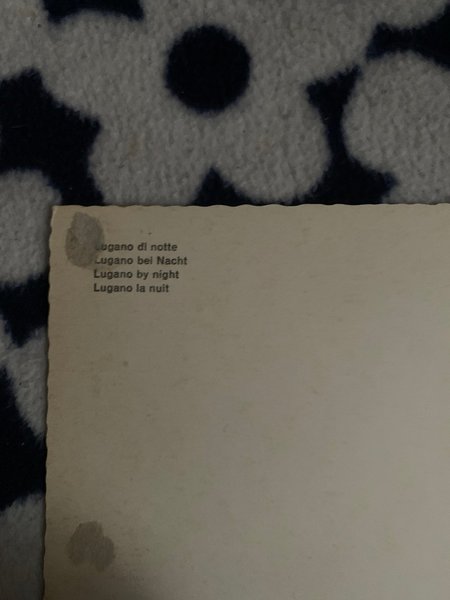 Lugano di notte
Lugano bei Nacht
Lugano by night
Lugano la nuit